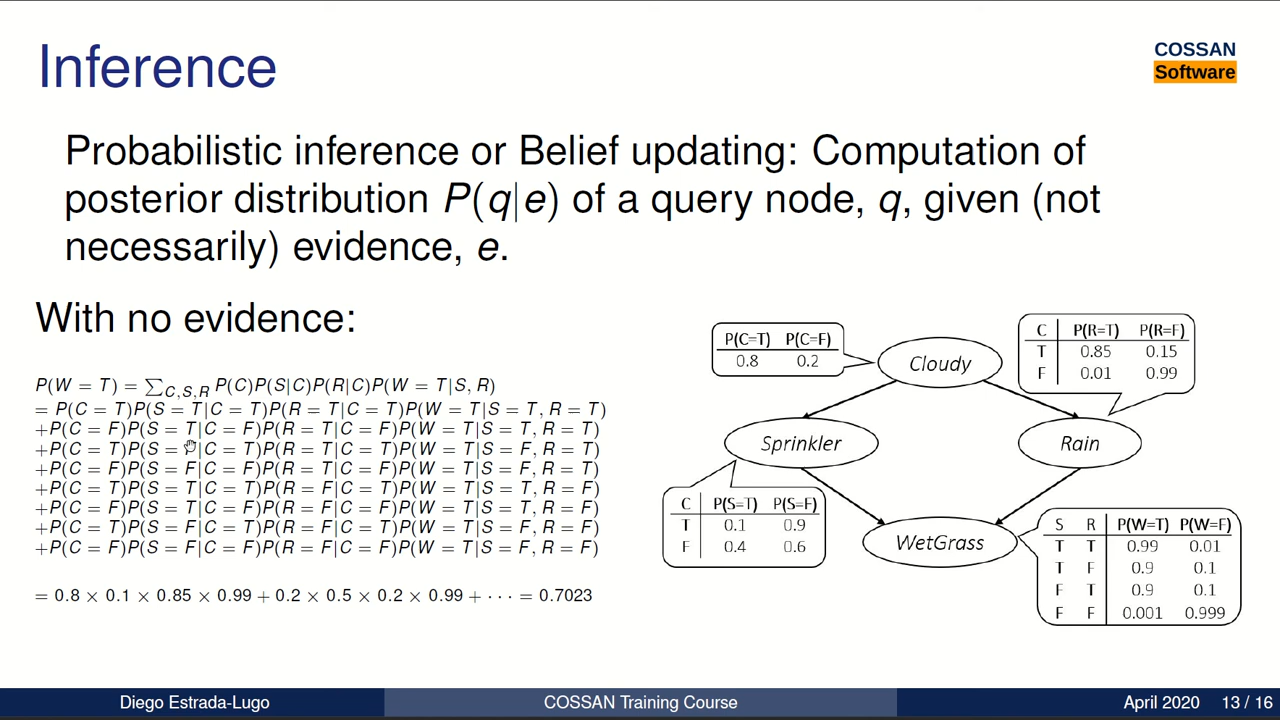 Inference
COSSAN
Software
Probabilistic inference or Belief updating: Computation of
posterior distribution P(q|e) of a query node, q, given (not
necessarily) evidence, e.
With no evidence:
P(W = T) = ∑C,S,R P(C)P(S|C)P(R|C)P(W = T|S, R)
= P(C = T)P(S = T|C = T)P(R = T|C = T)P(W = T|S = T, R = T)
+P(C = F)P(S = T|C = F)P(R = T|C = F)P(W = T|S = T, R = T)
+P(C = T)P(S = F|C = T)P(R = T|C = T)P(W = T|S = F, R = T)
+P(C = F)P(S = F|C = F)P(R = T|C = F)P(W = T|S = F, R = T)
+P(C = T)P(S = T|C = T)P(R = F|C = T)P(W = T|S = T, R = F)
+P(C = F)P(S = T|C = F)P(R = F|C = F)P(W = T|S = T, R = F)
+P(C = T)P(S = F|C = T)P(R = F|C = T)P(W = T|S = F, R = F)
+P(C = F)P(S = F|C = F)P(R = F|C = F)P(W = T|S = F, R = F)
= 0.8 × 0.1 × 0.85 × 0.99 + 0.2 × 0.5 × 0.2 × 0.99 + · · · = 0.7023
P(C=T) P(C=F)
0.8 0.2
Cloudy
C P(R=T) P(R=F)
T 0.85 0.15
F 0.01 0.99
Sprinkler
Rain
C P(S=T) P(S=F)
T 0.1 0.9
F 0.4 0.6
WetGrass
S R P(W=T) P(W=F)
T T 0.99 0.01
T F 0.9 0.1
F T 0.9 0.1
F F 0.001 0.999
Diego Estrada-Lugo
COSSAN Training Course
April 2020 13 / 16